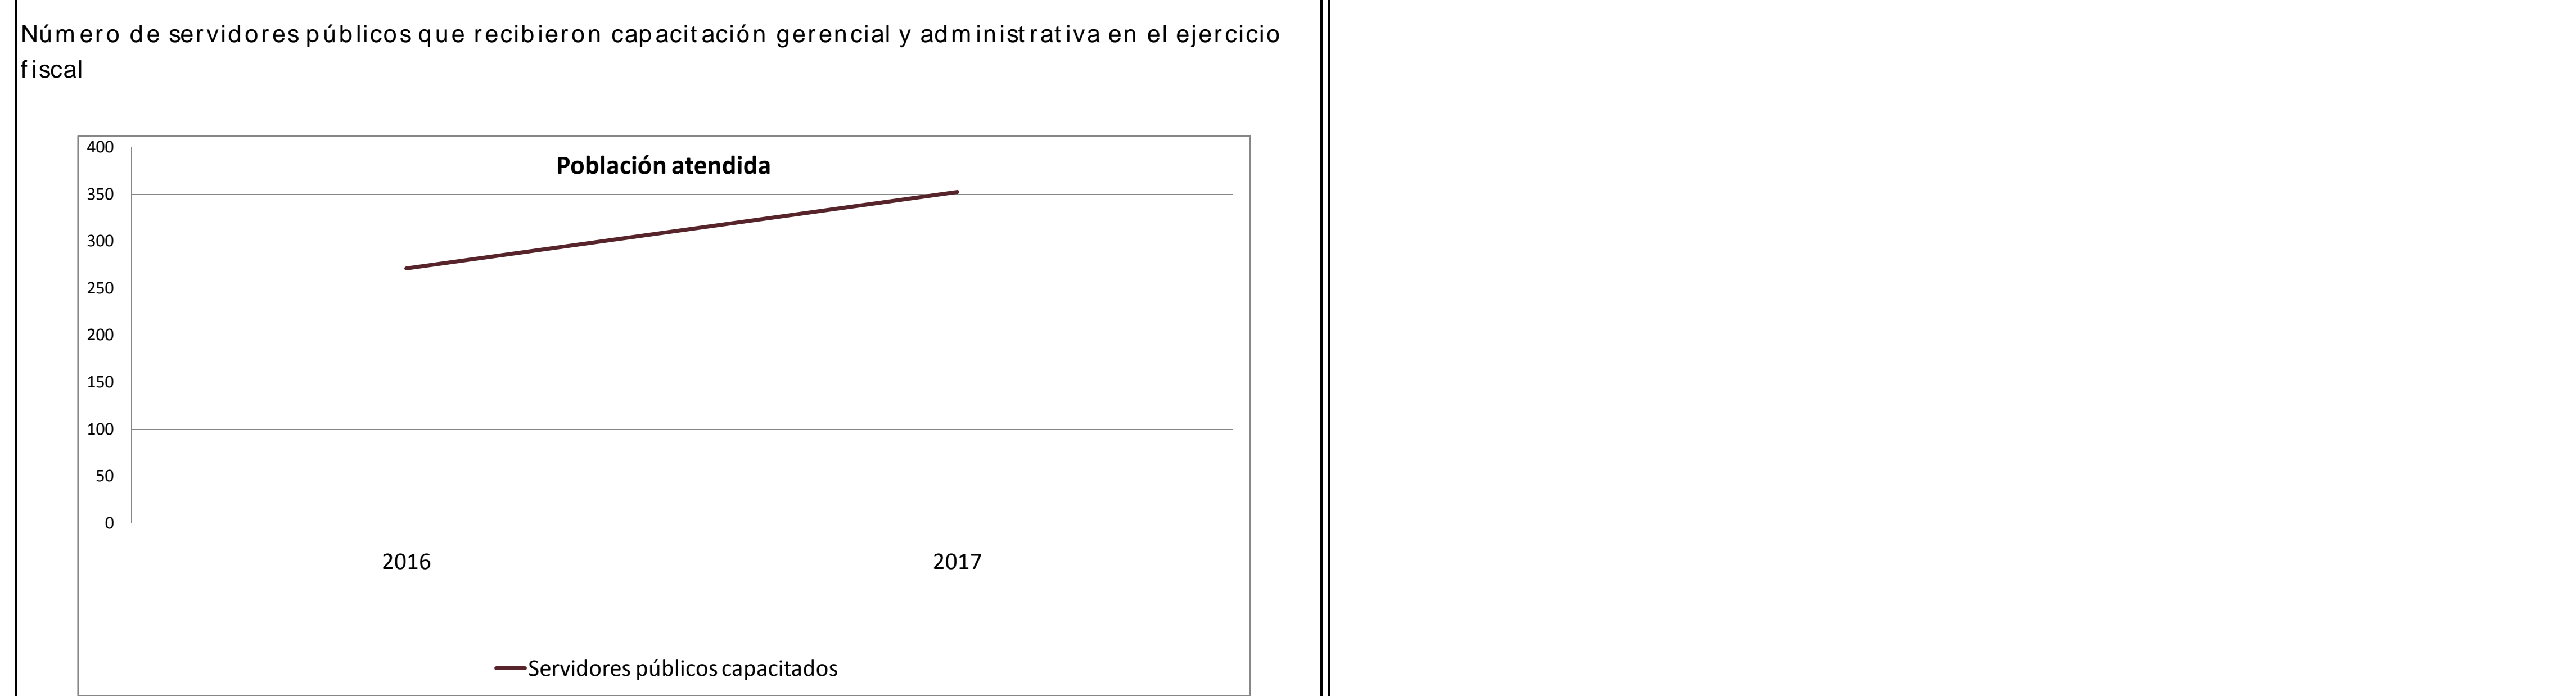 Número de servidores públicos que recibieron capacitación gerencial y administrativa en el ejercicio
fiscal
Población atendida
400
350
300
250
200
150
100
50
0
2016 2017
Servidores públicos capacitados